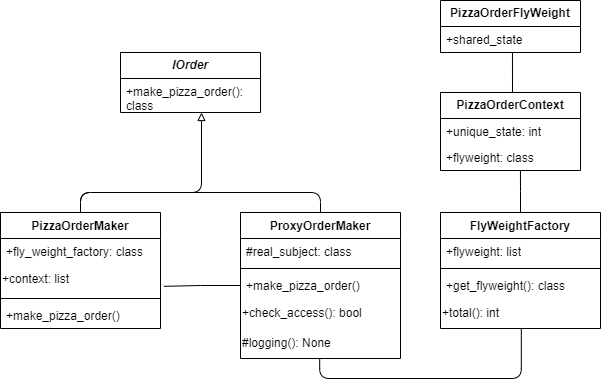 PizzaOrderFlyWeight
+shared_state
IOrder
+make_pizza_order():
class
PizzaOrderContext
+unique_state: int
+flyweight: class
PizzaOrderMaker
+fly_weight_factory: class
+context: list
+make_pizza_order()
ProxyOrderMaker
#real_subject: class
+make_pizza_order()
+check_access(): bool
#logging(): None
FlyWeightFactory
+flyweight: list
+get_flyweight(): class
+total(): int